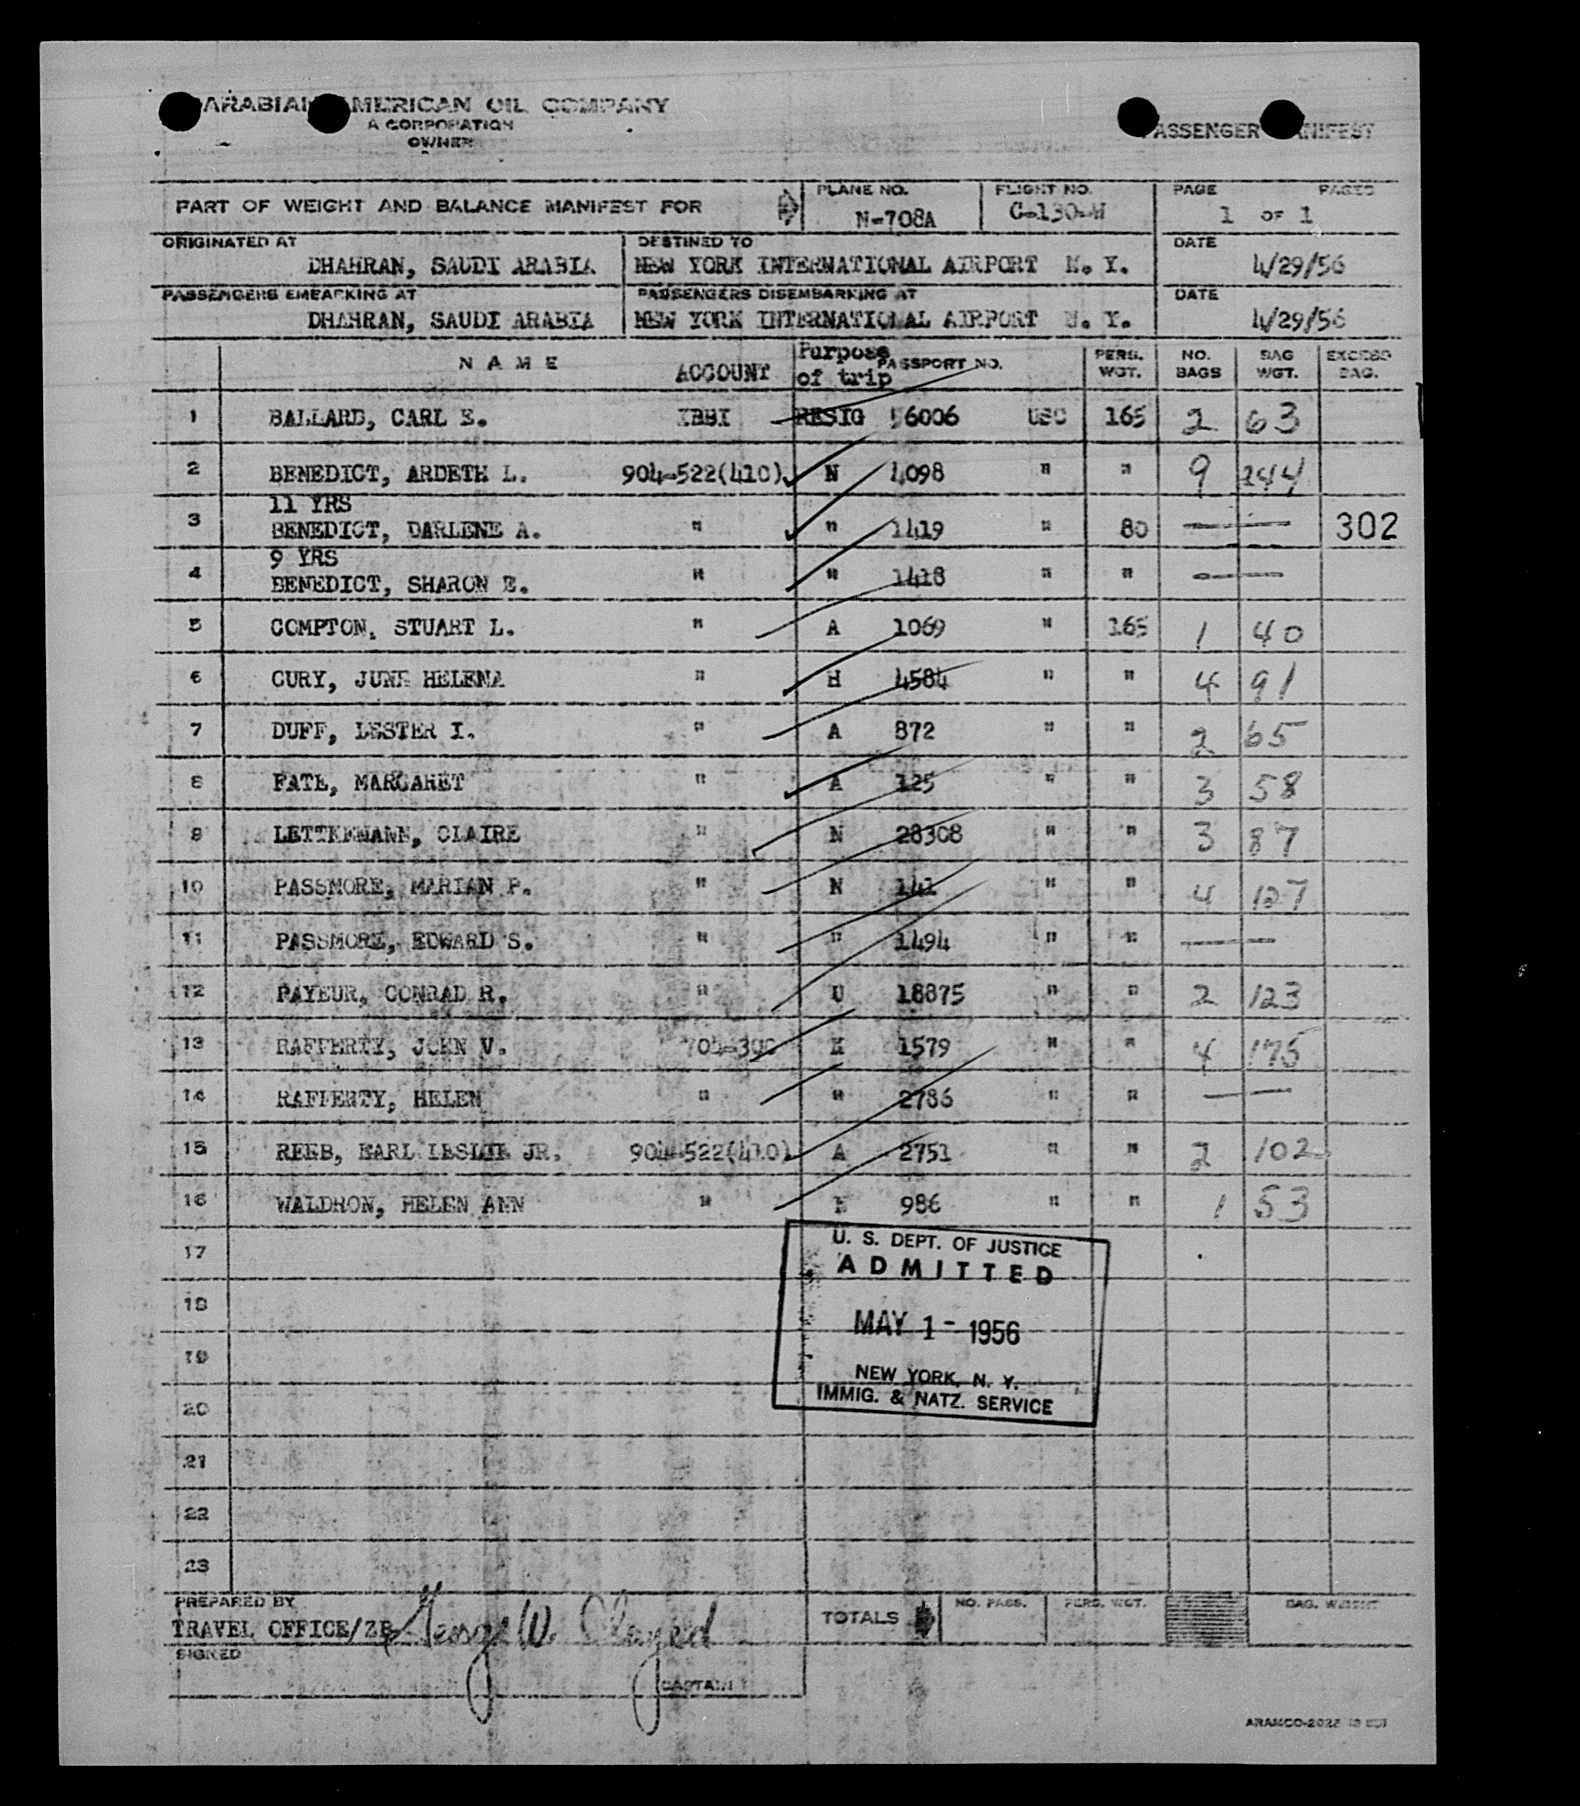 ARABIAN AMERICAN OIL COMPANY
A CORPORATION
OWNER
PASSENGER MANIFEST
PART OF WEIGHT AND BALANCE MANIFEST FOR
PLANE NO. N-708A
FLIGHT NO. C-130-W
PAGE 1 OF 1 PAGES
ORIGINATED AT DHAHRAN, SAUDI ARABIA
DESTINED TO NEW YORK INTERNATIONAL AIRPORT N. Y.
DATE 4/29/56
PASSENGERS EMBARKING AT DHAHRAN, SAUDI ARABIA
PASSENGERS DISEMBARKING AT NEW YORK INTERNATIONAL AIRPORT N. Y.
DATE 4/29/56
NAME ACCOUNT Purpose of trip PASSPORT NO. PERS. WGT. NO. BAGS BAG WGT. EXCESS BAG.
1 BALLARD, CARL E. RESIG 56006 USC 165 2 63
2 BENEDICT, ARDETH L. 904-522(410) N 4098 " " 9 244
11 YRS
3 BENEDICT, DARLENE A. " " 1419 " 80 — — 302
9 YRS
4 BENEDICT, SHARON E. " " 1418 " " — —
5 COMPTON, STUART L. " A 1069 " 165 1 40
6 CURY, JUNE HELENA " H 4584 " " 4 91
7 DUFF, LESTER I. " A 872 " " 2 65
8 FATE, MARGARET " A 125 " " 3 58
9 LETTERMANN, CLAIRE " N 28308 " " 3 87
10 PASSMORE, MARIAN P. " N 141 " " 4 127
11 PASSMORE, EDWARD S. " " 1494 " " — —
12 PAYEUR, CONRAD R. " U 18875 " " 2 123
13 RAFFERTY, JOHN V. 1579 " " 4 175
14 RAFFERTY, HELEN " " 2786 " " — —
15 REEB, EARL LESLIE JR. 904-522(410) A 2751 " " 2 102
16 WALDRON, HELEN ANN " 986 " " 1 53
17
U. S. DEPT. OF JUSTICE
ADMITTED
18
MAY 1 - 1956
19
NEW YORK, N. Y.
IMMIG. & NATZ. SERVICE
20
21
22
23
PREPARED BY
TRAVEL OFFICE/ZB George W.
TOTALS NO. PASS. PERS. WGT. BAG. WEIGHT
SIGNED
CAPTAIN